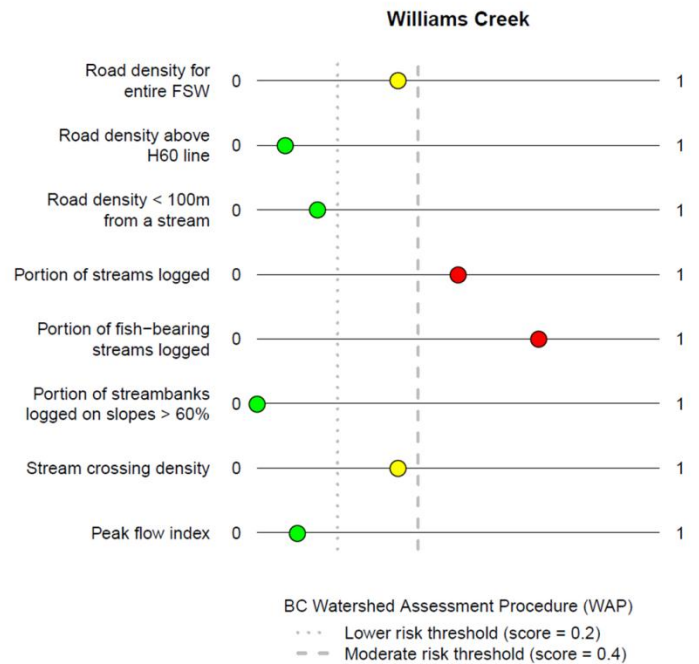 Williams Creek
Road density for
entire FSW
0 1
Road density above
H60 line
0 1
Road density < 100m
from a stream
0 1
Portion of streams logged
0 1
Portion of fish−bearing
streams logged
0 1
Portion of streambanks
logged on slopes > 60%
0 1
Stream crossing density
0 1
Peak flow index
0 1
BC Watershed Assessment Procedure (WAP)
Lower risk threshold (score = 0.2)
Moderate risk threshold (score = 0.4)